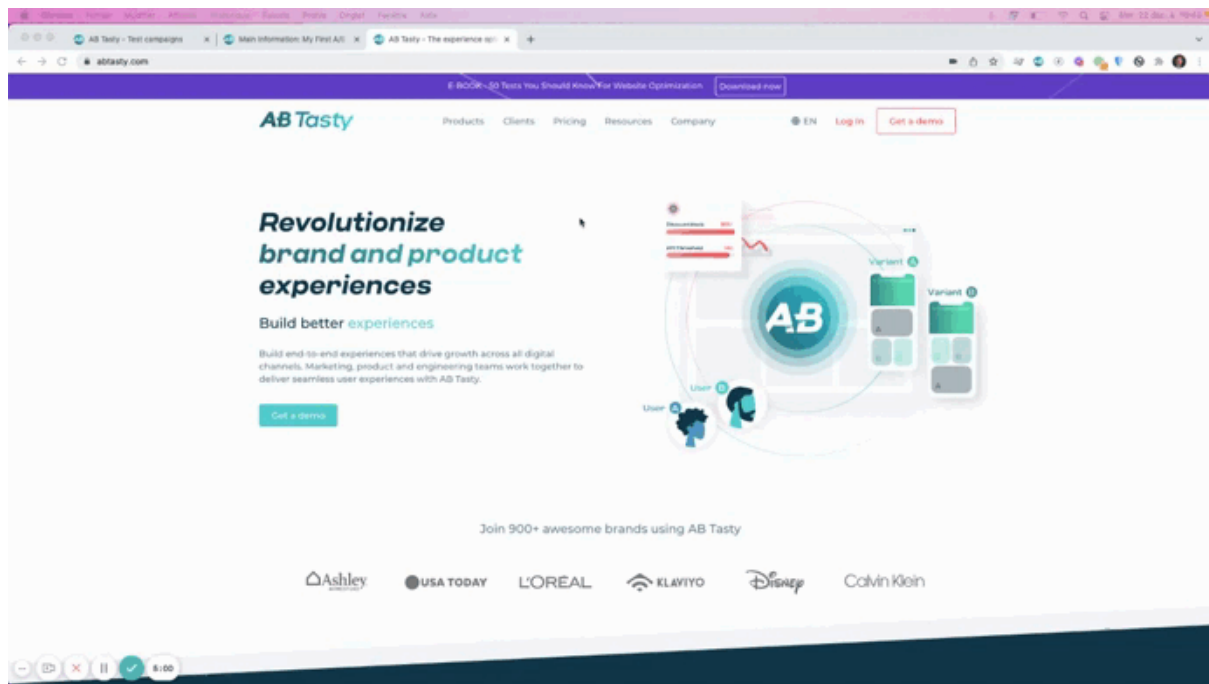 AB Tasty - Test campaigns
Main Information: My First A/B
AB Tasty - The experience opti
abtasty.com
E-BOOK - 50 Tests You Should Know For Website Optimization
Download now
AB Tasty
Products Clients Pricing Resources Company
EN Log in Get a demo
Revolutionize
brand and product
experiences
Build better experiences
Build end-to-end experiences that drive growth across all digital
channels. Marketing, product and engineering teams work together to
deliver seamless user experiences with AB Tasty.
Get a demo
AB
Variant A
Variant B
User B
User A
Join 900+ awesome brands using AB Tasty
Ashley
USA TODAY
L'ORÉAL
KLAVIYO
Disney
Calvin Klein
5:00